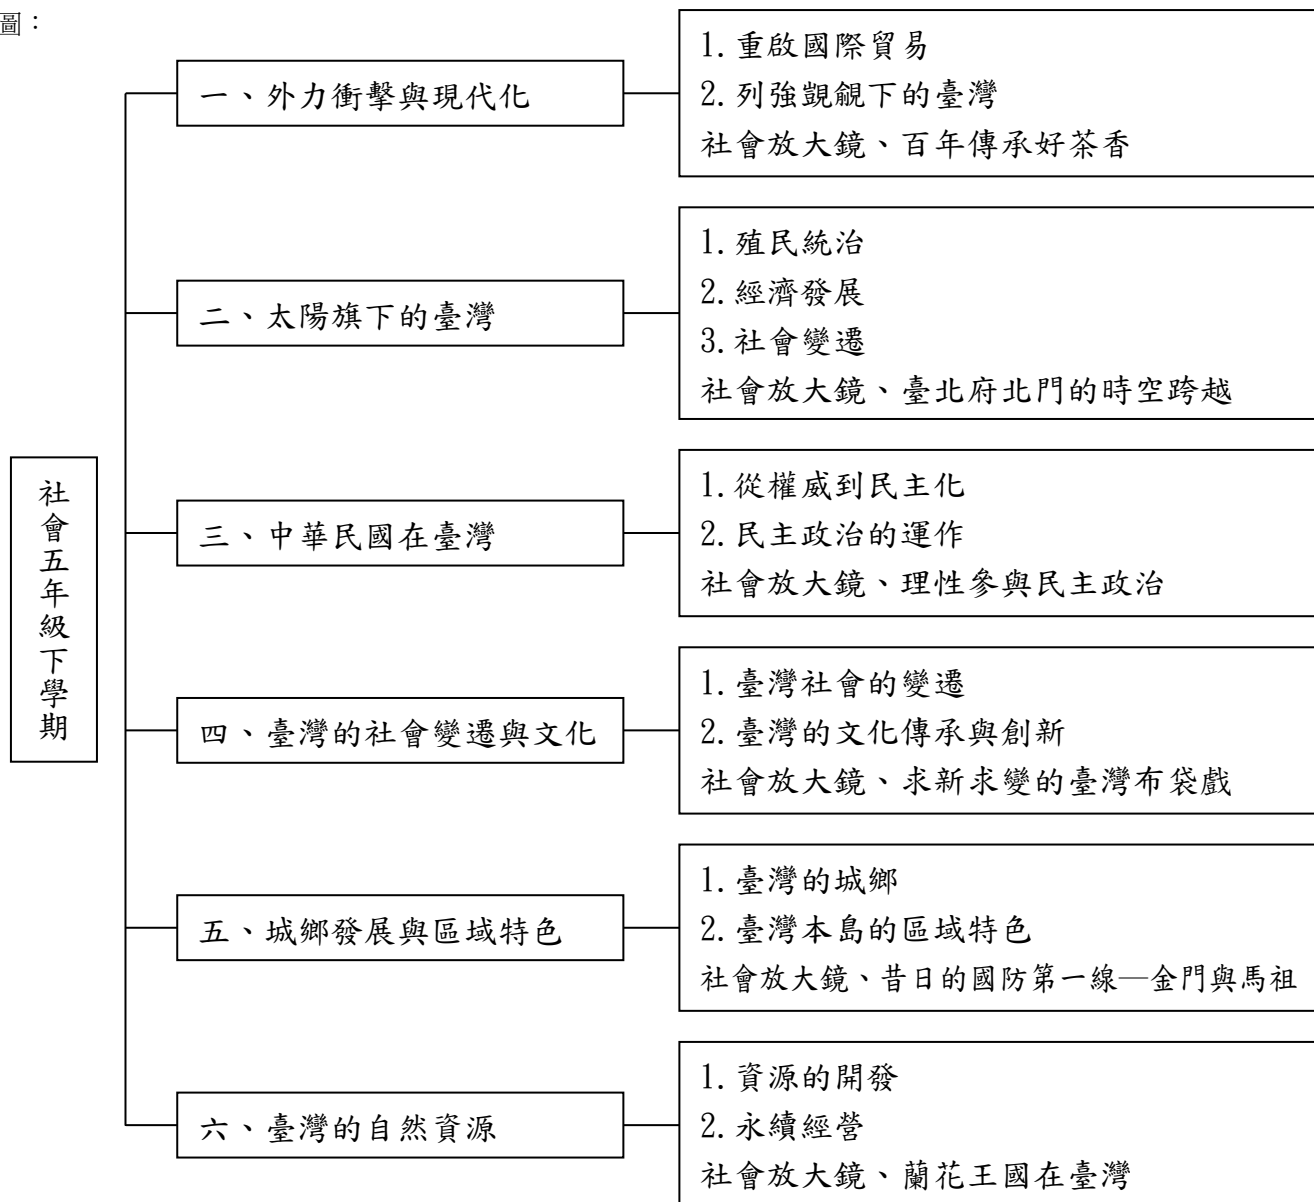 圖：
社會五年級下學期
一、外力衝擊與現代化
1.重啟國際貿易
2.列強覬覦下的臺灣
社會放大鏡、百年傳承好茶香
二、太陽旗下的臺灣
1.殖民統治
2.經濟發展
3.社會變遷
社會放大鏡、臺北府北門的時空跨越
三、中華民國在臺灣
1.從權威到民主化
2.民主政治的運作
社會放大鏡、理性參與民主政治
四、臺灣的社會變遷與文化
1.臺灣社會的變遷
2.臺灣的文化傳承與創新
社會放大鏡、求新求變的臺灣布袋戲
五、城鄉發展與區域特色
1.臺灣的城鄉
2.臺灣本島的區域特色
社會放大鏡、昔日的國防第一線—金門與馬祖
六、臺灣的自然資源
1.資源的開發
2.永續經營
社會放大鏡、蘭花王國在臺灣